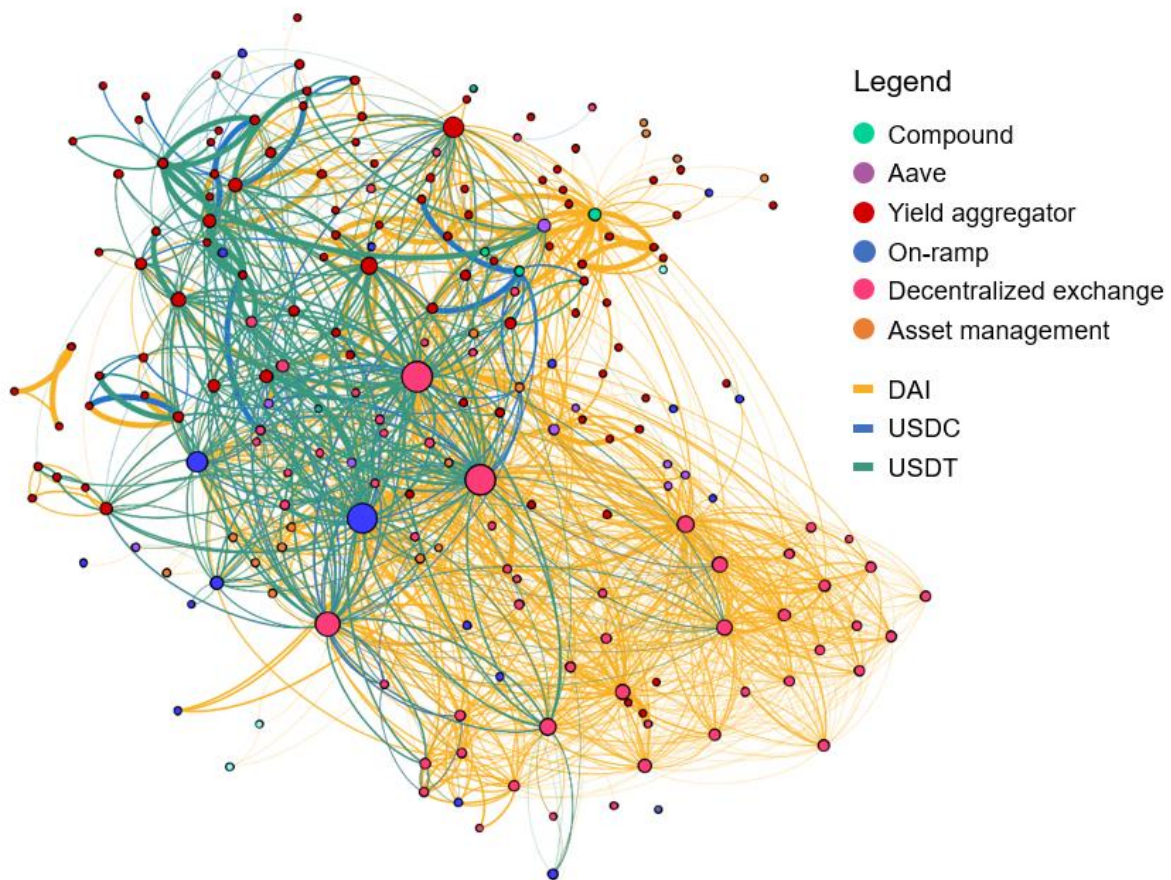 Legend
Compound
Aave
Yield aggregator
On-ramp
Decentralized exchange
Asset management
DAI
USDC
USDT